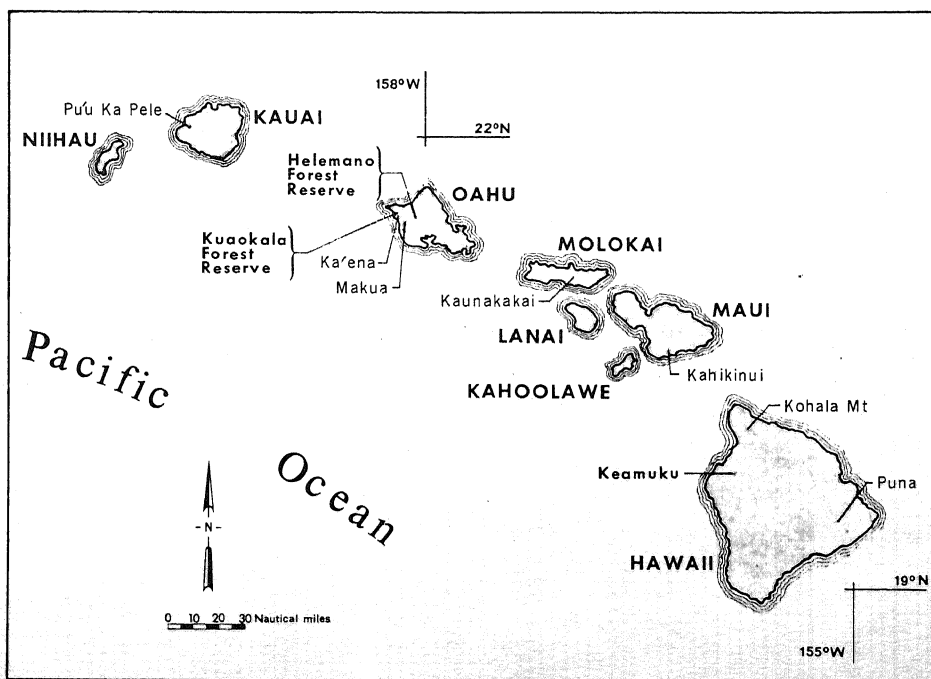 158°W
22°N
Pu'u Ka Pele
KAUAI
NIIHAU
Helemano
Forest
Reserve
OAHU
Kuaokala
Forest
Reserve
Ka'ena
Makua
MOLOKAI
Kaunakakai
LANAI
MAUI
Kahikinui
KAHOOLAWE
Pacific
Ocean
Kohala Mt
Keamuku
Puna
HAWAII
-N-
0 10 20 30 Nautical miles
19°N
155°W